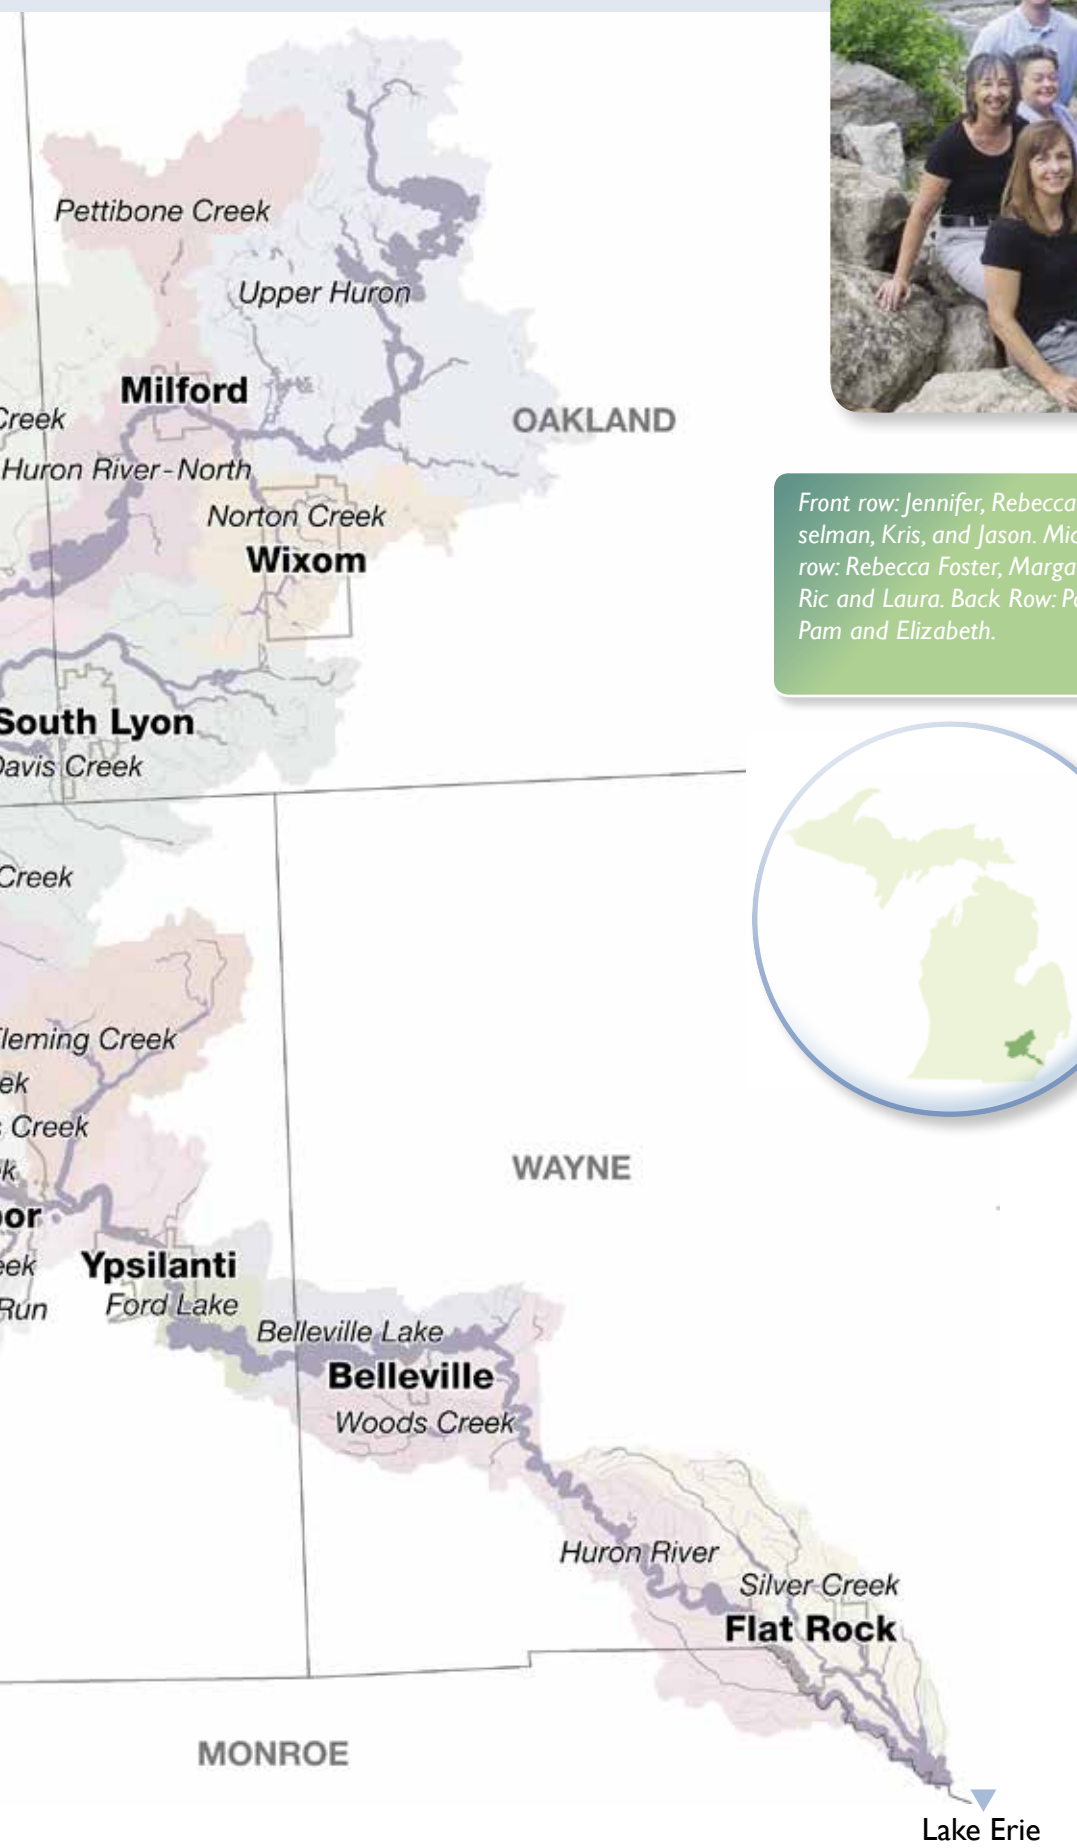 Pettibone Creek
Upper Huron
Milford
Creek
OAKLAND
Huron River-North
Norton Creek
Wixom
Front row: Jennifer, Rebecca
selman, Kris, and Jason.
row: Rebecca Foster,
Ric and Laura. Back Row:
Pam and Elizabeth.
South Lyon
Davis Creek
Creek
Fleming Creek
Creek
WAYNE
Ypsilanti
Ford Lake
Run
Belleville Lake
Belleville
Woods Creek
Huron River
Silver Creek
Flat Rock
MONROE
Lake Erie